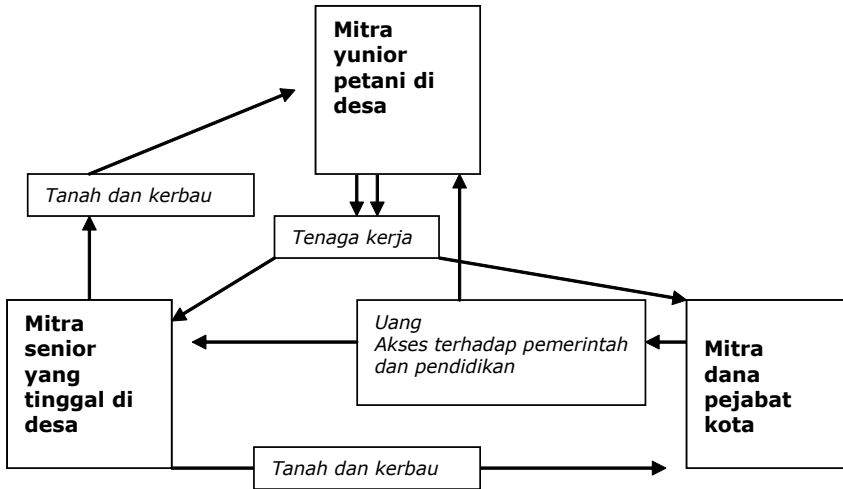 Mitra
yunior
petani di
desa
Tanah dan kerbau
Tenaga kerja
Mitra
senior
yang
tinggal di
desa
Uang
Akses terhadap pemerintah
dan pendidikan
Mitra
dana
pejabat
kota
Tanah dan kerbau